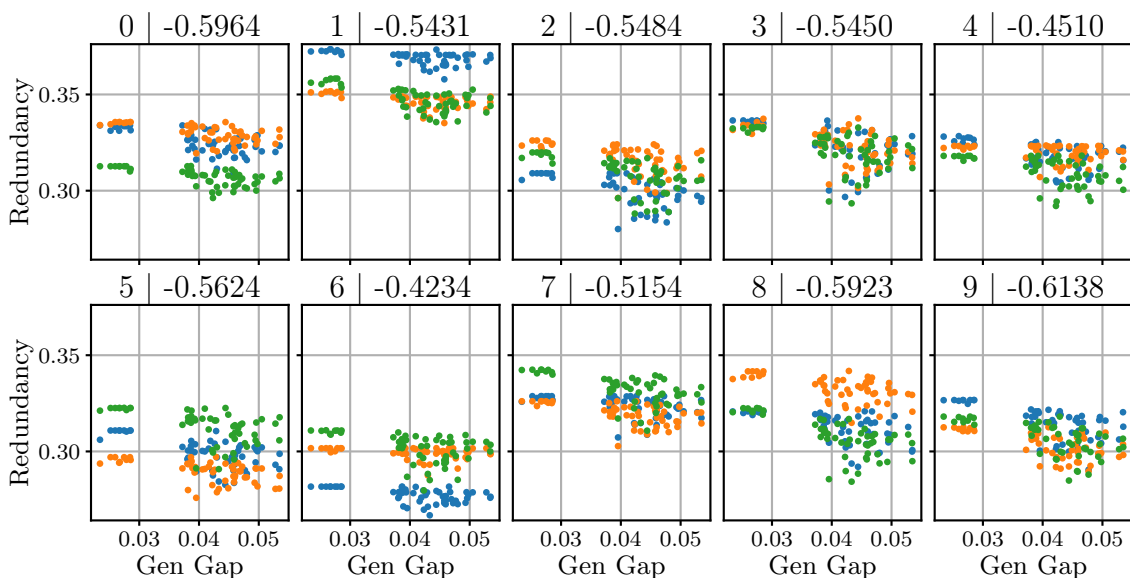 0 | -0.5964
1 | -0.5431
2 | -0.5484
3 | -0.5450
4 | -0.4510
Redundancy
0.35
0.30
5 | -0.5624
6 | -0.4234
7 | -0.5154
8 | -0.5923
9 | -0.6138
Redundancy
0.35
0.30
0.03 0.04 0.05
0.03 0.04 0.05
0.03 0.04 0.05
0.03 0.04 0.05
0.03 0.04 0.05
Gen Gap
Gen Gap
Gen Gap
Gen Gap
Gen Gap